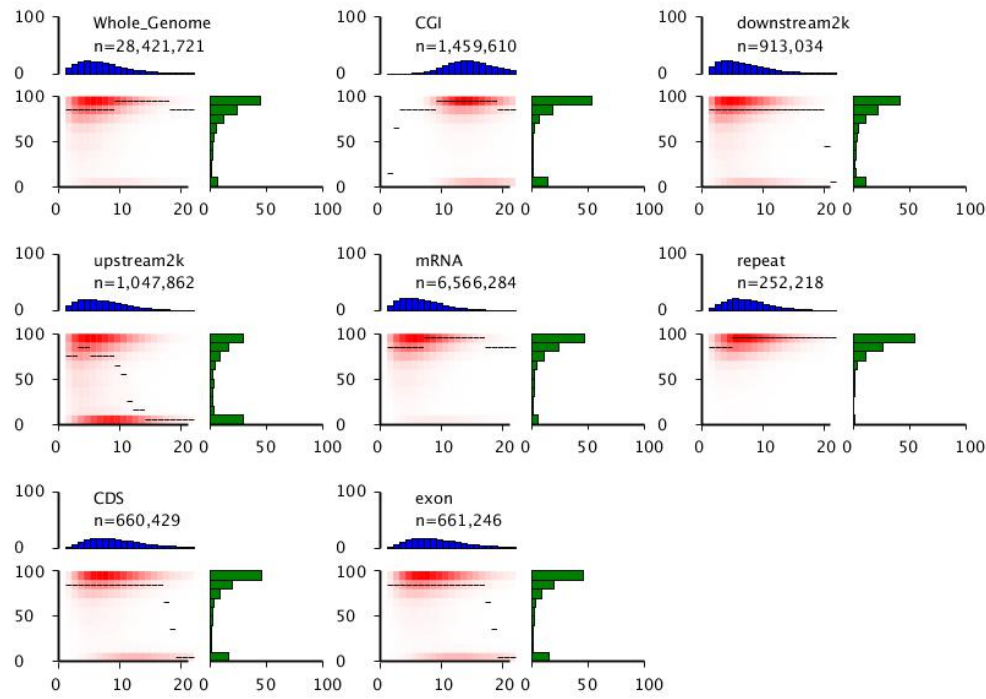 100 Whole_Genome 100 CGI 100 downstream2k
n=28,421,721 n=1,459,610 n=913,034
0 0 0
100 100 100
50 50 50
0 0 0
0 10 20 0 50 100 0 10 20 0 50 100 0 10 20 0 50 100
100 upstream2k 100 mRNA 100 repeat
n=1,047,862 n=6,566,284 n=252,218
0 0 0
100 100 100
50 50 50
0 0 0
0 10 20 0 50 100 0 10 20 0 50 100 0 10 20 0 50 100
100 CDS 100 exon
n=660,429 n=661,246
0 0
100 100
50 50
0 0
0 10 20 0 50 100 0 10 20 0 50 100